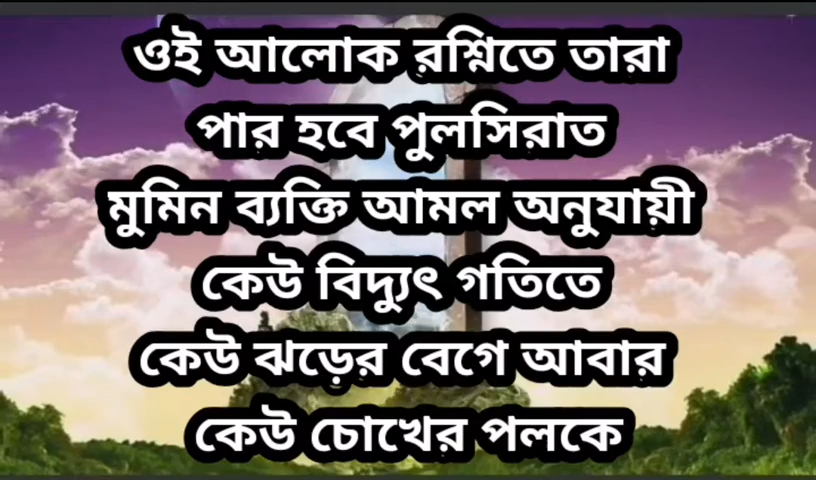 ওই আলোক রশ্নিতে তারা
পার হবে পুলসিরাত
মুমিন ব্যক্তি আমল অনুযায়ী
কেউ বিদ্যুৎ গতিতে
কেউ ঝড়ের বেগে আবার
কেউ চোখের পলকে